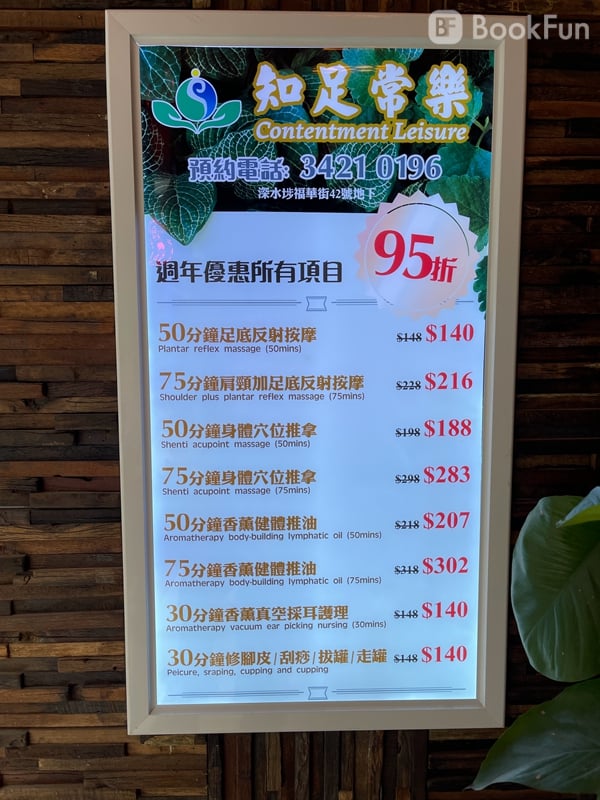 BF BookFun
知足常樂
Contentment Leisure
預約電話: 3421 0196
深水埗福華街42號地下
95折
週年優惠所有項目
50分鐘足底反射按摩 $148 $140
Plantar reflex massage (50mins)
75分鐘肩頸加足底反射按摩 $228 $216
Shoulder plus plantar reflex massage (75mins)
50分鐘身體穴位推拿 $198 $188
Shenti acupoint massage (50mins)
75分鐘身體穴位推拿 $298 $283
Shenti acupoint massage (75mins)
50分鐘香薰健體推油 $218 $207
Aromatherapy body-building lymphatic oil (50mins)
75分鐘香薰健體推油 $318 $302
Aromatherapy body-building lymphatic oil (75mins)
30分鐘香薰真空採耳護理 $148 $140
Aromatherapy vacuum ear picking nursing (30mins)
30分鐘修腳皮/刮痧/拔罐/走罐 $148 $140
Peicure, sraping, cupping and cupping